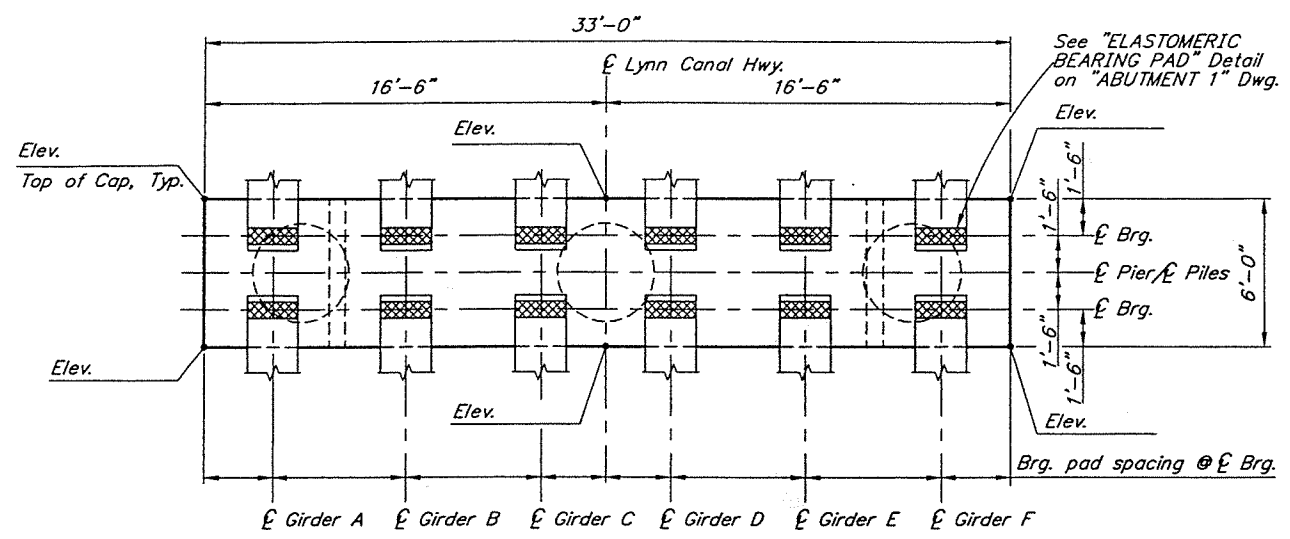 33'-0"
See "ELASTOMERIC
BEARING PAD" Detail
on "ABUTMENT 1" Dwg.
℄ Lynn Canal Hwy.
16'-6"
16'-6"
Elev.
Elev.
Elev.
Top of Cap, Typ.
1'-6"
1'-6"
℄ Brg.
℄ Pier/℄ Piles
6'-0"
℄ Brg.
1'-6"
1'-6"
Elev.
Elev.
Elev.
Brg. pad spacing @ ℄ Brg.
℄ Girder A
℄ Girder B
℄ Girder C
℄ Girder D
℄ Girder E
℄ Girder F